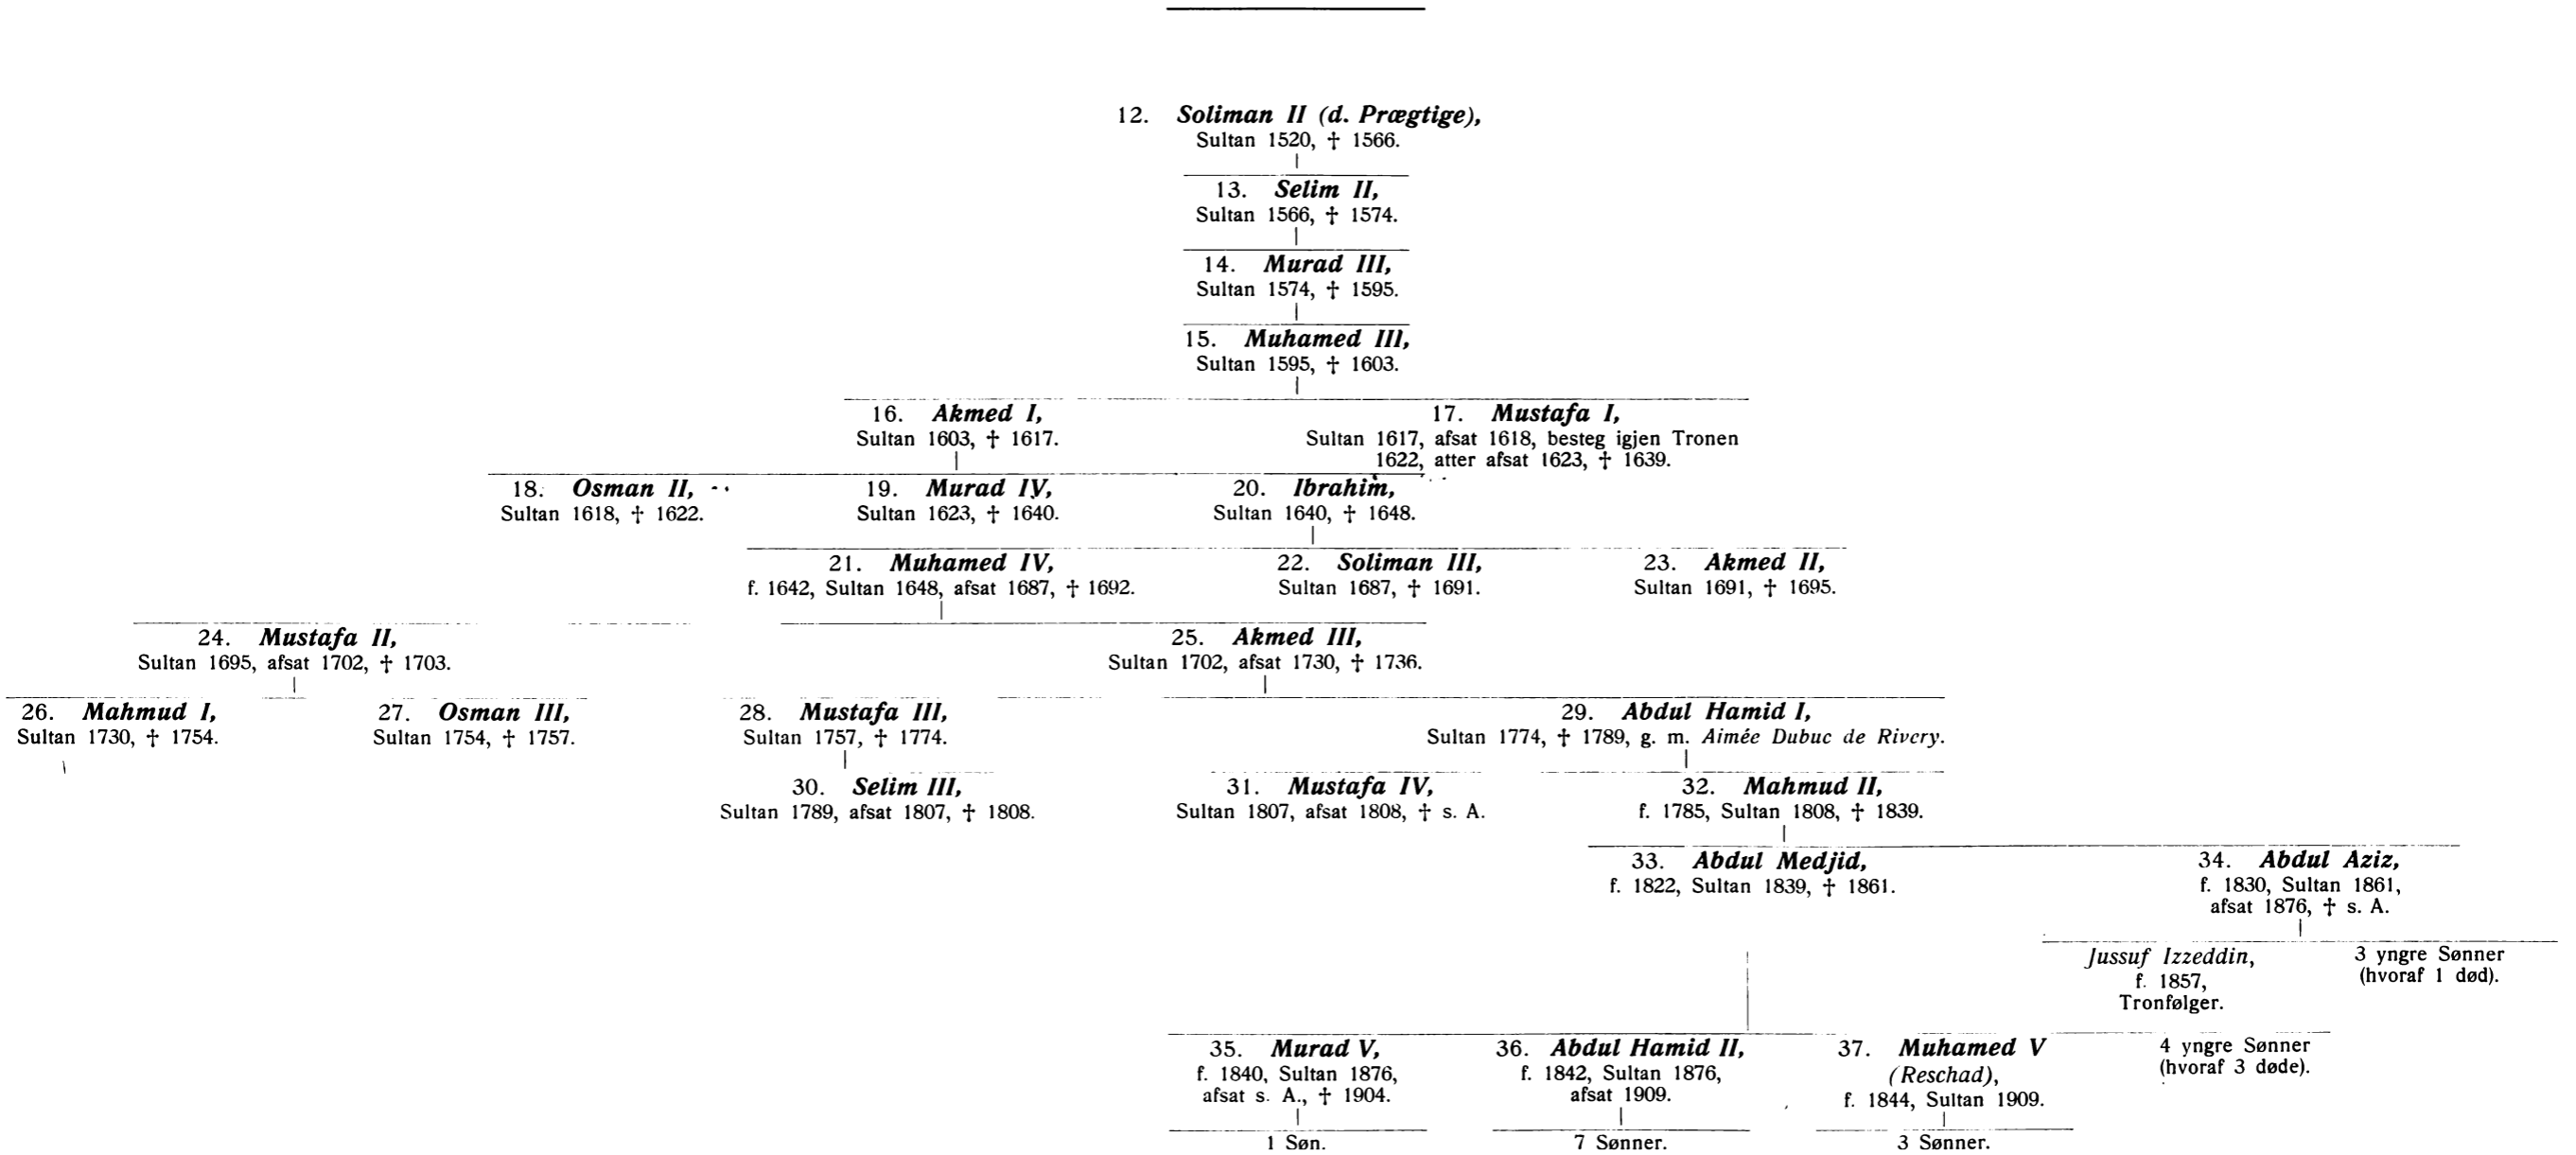 12. Soliman II (d. Prægtige),
Sultan 1520, † 1566.
13. Selim II,
Sultan 1566, † 1574.
14. Murad III,
Sultan 1574, † 1595.
15. Muhamed III,
Sultan 1595, † 1603.
16. Akmed I,
Sultan 1603, † 1617.
17. Mustafa I,
Sultan 1617, afsat 1618, besteg igjen Tronen
1622, atter afsat 1623, † 1639.
18. Osman II,
Sultan 1618, † 1622.
19. Murad IV,
Sultan 1623, † 1640.
20. Ibrahim,
Sultan 1640, † 1648.
21. Muhamed IV,
f. 1642, Sultan 1648, afsat 1687, † 1692.
22. Soliman III,
Sultan 1687, † 1691.
23. Akmed II,
Sultan 1691, † 1695.
24. Mustafa II,
Sultan 1695, afsat 1702, † 1703.
25. Akmed III,
Sultan 1702, afsat 1730, † 1736.
26. Mahmud I,
Sultan 1730, † 1754.
27. Osman III,
Sultan 1754, † 1757.
28. Mustafa III,
Sultan 1757, † 1774.
29. Abdul Hamid I,
Sultan 1774, † 1789, g. m. Aimée Dubuc de Rivery.
30. Selim III,
Sultan 1789, afsat 1807, † 1808.
31. Mustafa IV,
Sultan 1807, afsat 1808, † s. A.
32. Mahmud II,
f. 1785, Sultan 1808, † 1839.
33. Abdul Medjid,
f. 1822, Sultan 1839, † 1861.
34. Abdul Aziz,
f. 1830, Sultan 1861,
afsat 1876, † s. A.
Jussuf Izzeddin,
f. 1857,
Tronfølger.
3 yngre Sønner
(hvoraf 1 død).
35. Murad V,
f. 1840, Sultan 1876,
afsat s. A., † 1904.
1 Søn.
36. Abdul Hamid II,
f. 1842, Sultan 1876,
afsat 1909.
7 Sønner.
37. Muhamed V
(Reschad),
f. 1844, Sultan 1909.
3 Sønner.
4 yngre Sønner
(hvoraf 3 døde).